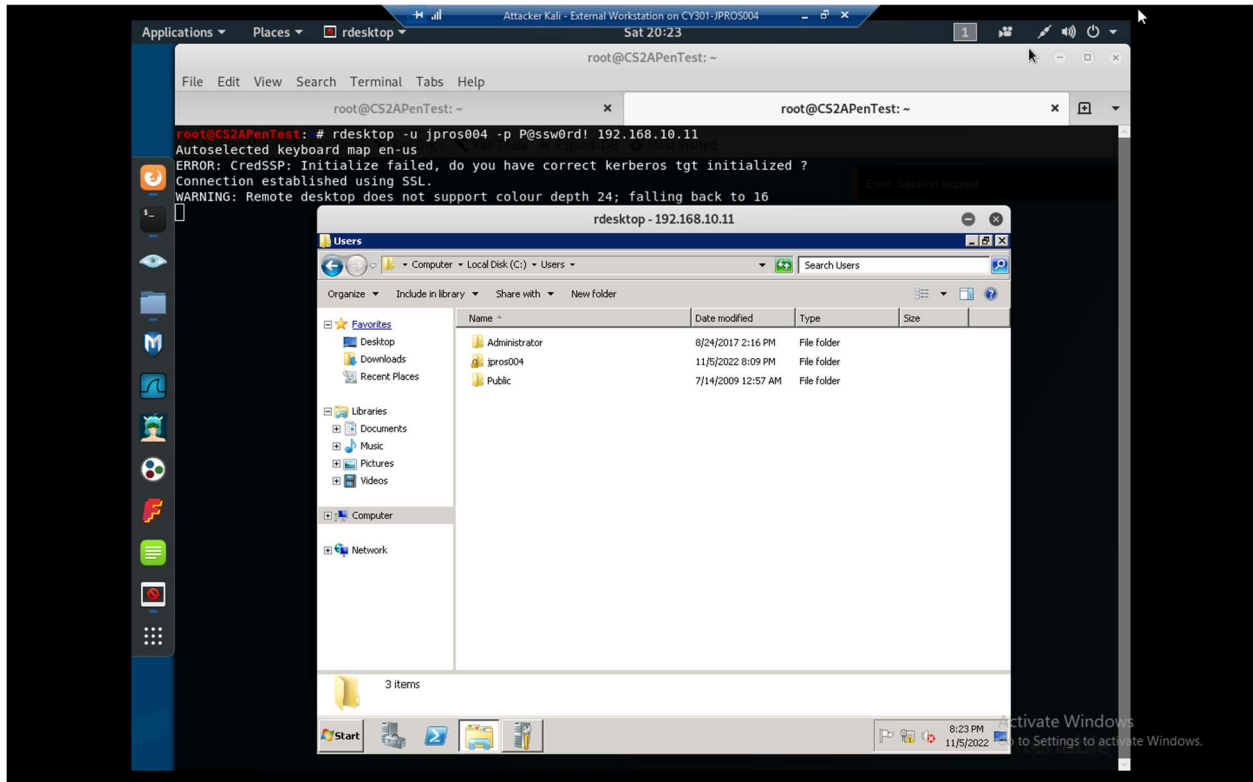 Attacker Kali - External Workstation on CY301-JPROS004
Applications Places rdesktop Sat 20:23 1
root@CS2APenTest: ~
File Edit View Search Terminal Tabs Help
root@CS2APenTest: ~ root@CS2APenTest: ~
root@CS2APenTest:~# rdesktop -u jpros004 -p P@ssw0rd! 192.168.10.11
Autoselected keyboard map en-us
ERROR: CredSSP: Initialize failed, do you have correct kerberos tgt initialized ?
Connection established using SSL.
WARNING: Remote desktop does not support colour depth 24; falling back to 16
Error: Session expired
rdesktop - 192.168.10.11
Users
Computer Local Disk (C:) Users Search Users
Organize Include in library Share with New folder
Name Date modified Type Size
Favorites
Desktop
Downloads
Recent Places
Libraries
Documents
Music
Pictures
Videos
Computer
Network
Administrator 8/24/2017 2:16 PM File folder
jpros004 11/5/2022 8:09 PM File folder
Public 7/14/2009 12:57 AM File folder
3 items
Start 8:23 PM
11/5/2022
Activate Windows
Go to Settings to activate Windows.